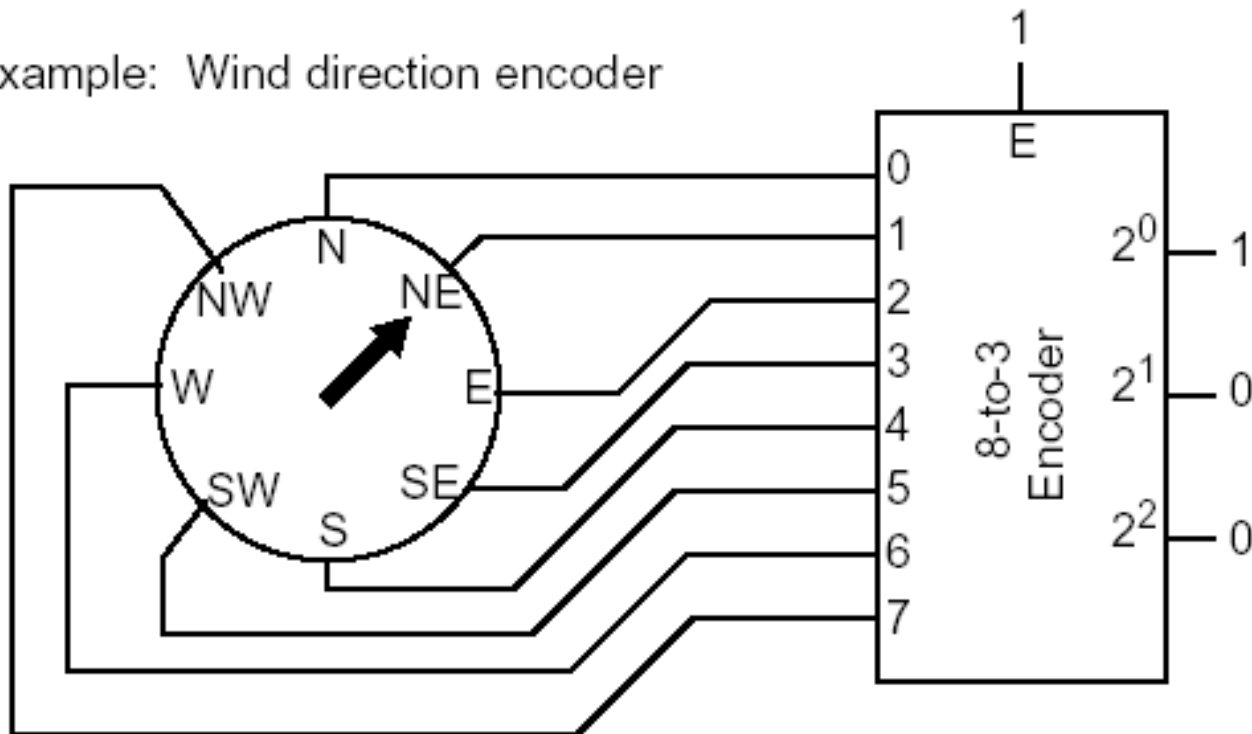 xample: Wind direction encoder
1
E
0
1
2
3
4
5
6
7
N
NE
E
SE
S
SW
W
NW
8-to-3
Encoder
2⁰ 1
2¹ 0
2² 0